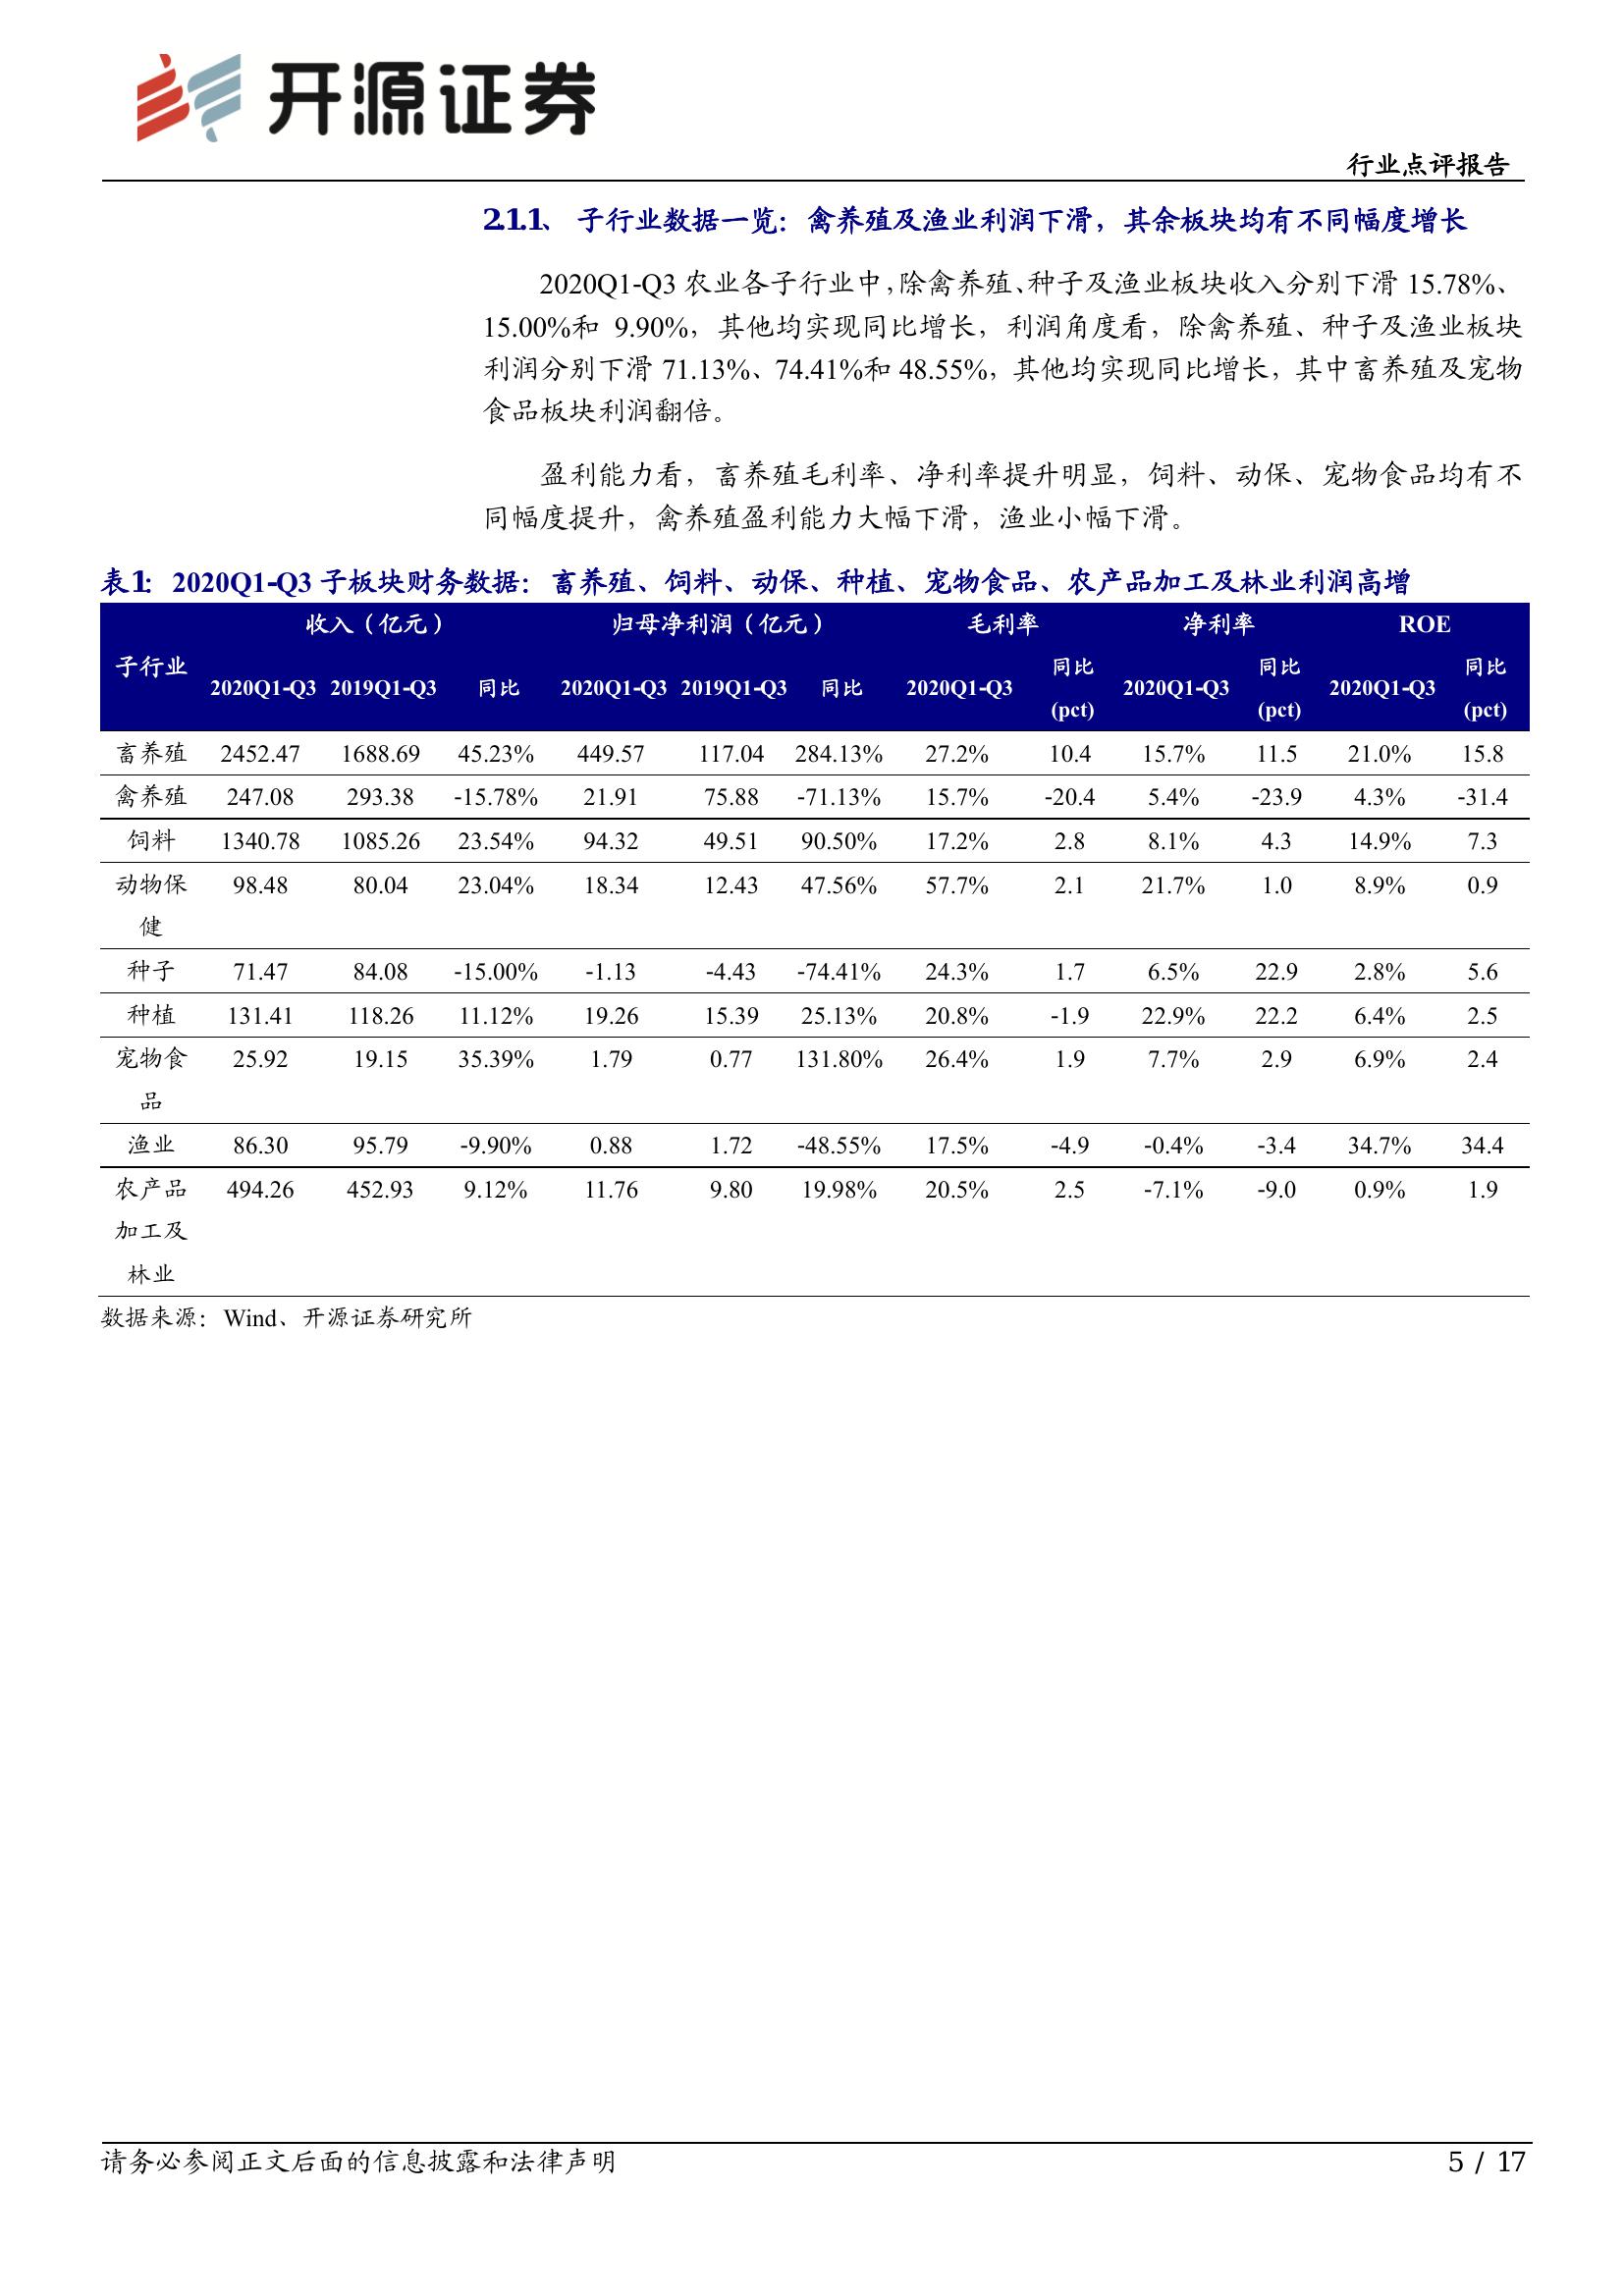 开源证券
行业点评报告
2.1.1、 子行业数据一览：禽养殖及渔业利润下滑，其余板块均有不同幅度增长
2020Q1-Q3 农业各子行业中，除禽养殖、种子及渔业板块收入分别下滑 15.78%、
15.00%和 9.90%，其他均实现同比增长，利润角度看，除禽养殖、种子及渔业板块
利润分别下滑 71.13%、74.41%和 48.55%，其他均实现同比增长，其中畜养殖及宠物
食品板块利润翻倍。
盈利能力看，畜养殖毛利率、净利率提升明显，饲料、动保、宠物食品均有不
同幅度提升，禽养殖盈利能力大幅下滑，渔业小幅下滑。
表1： 2020Q1-Q3 子板块财务数据：畜养殖、饲料、动保、种植、宠物食品、农产品加工及林业利润高增
收入（亿元） 归母净利润（亿元） 毛利率 净利率 ROE
子行业 同比 同比 同比
2020Q1-Q3 2019Q1-Q3 同比 2020Q1-Q3 2019Q1-Q3 同比 2020Q1-Q3 2020Q1-Q3 2020Q1-Q3
(pct) (pct) (pct)
畜养殖 2452.47 1688.69 45.23% 449.57 117.04 284.13% 27.2% 10.4 15.7% 11.5 21.0% 15.8
禽养殖 247.08 293.38 -15.78% 21.91 75.88 -71.13% 15.7% -20.4 5.4% -23.9 4.3% -31.4
饲料 1340.78 1085.26 23.54% 94.32 49.51 90.50% 17.2% 2.8 8.1% 4.3 14.9% 7.3
动物保 98.48 80.04 23.04% 18.34 12.43 47.56% 57.7% 2.1 21.7% 1.0 8.9% 0.9
健
种子 71.47 84.08 -15.00% -1.13 -4.43 -74.41% 24.3% 1.7 6.5% 22.9 2.8% 5.6
种植 131.41 118.26 11.12% 19.26 15.39 25.13% 20.8% -1.9 22.9% 22.2 6.4% 2.5
宠物食 25.92 19.15 35.39% 1.79 0.77 131.80% 26.4% 1.9 7.7% 2.9 6.9% 2.4
品
渔业 86.30 95.79 -9.90% 0.88 1.72 -48.55% 17.5% -4.9 -0.4% -3.4 34.7% 34.4
农产品 494.26 452.93 9.12% 11.76 9.80 19.98% 20.5% 2.5 -7.1% -9.0 0.9% 1.9
加工及
林业
数据来源：Wind、开源证券研究所
请务必参阅正文后面的信息披露和法律声明 5 / 17